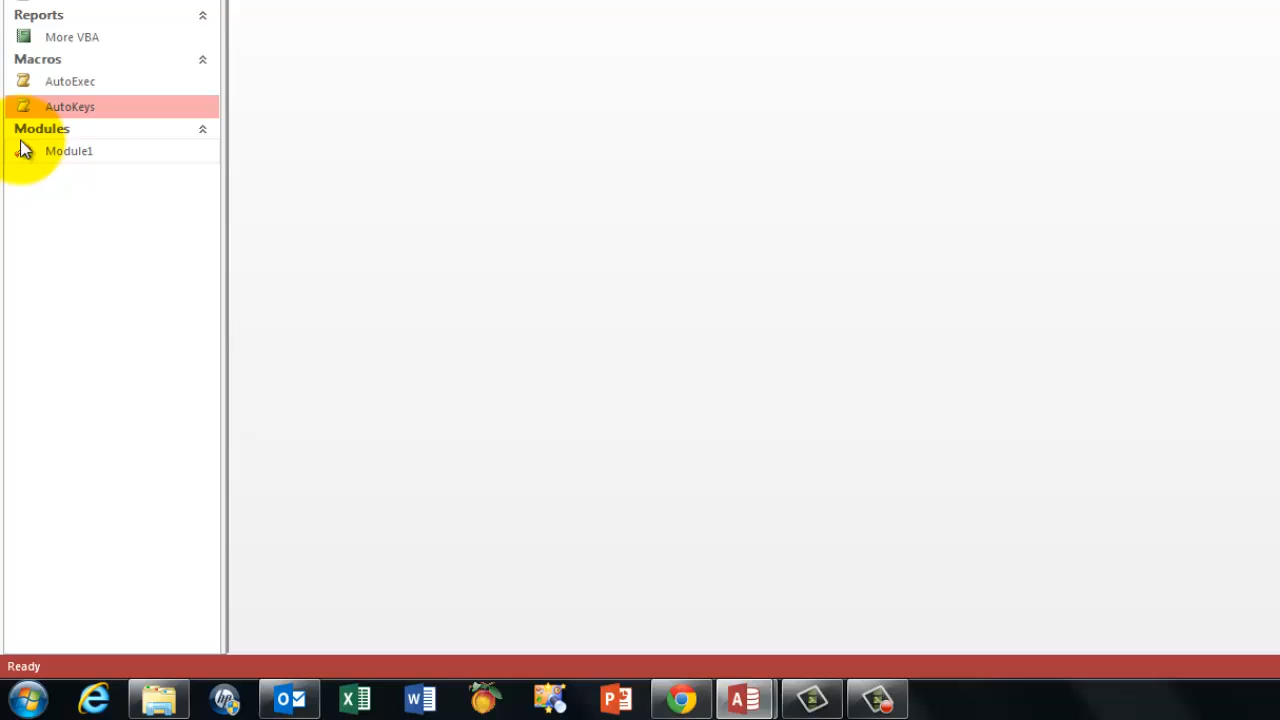 Reports
More VBA
Macros
AutoExec
AutoKeys
Modules
Module1
Ready